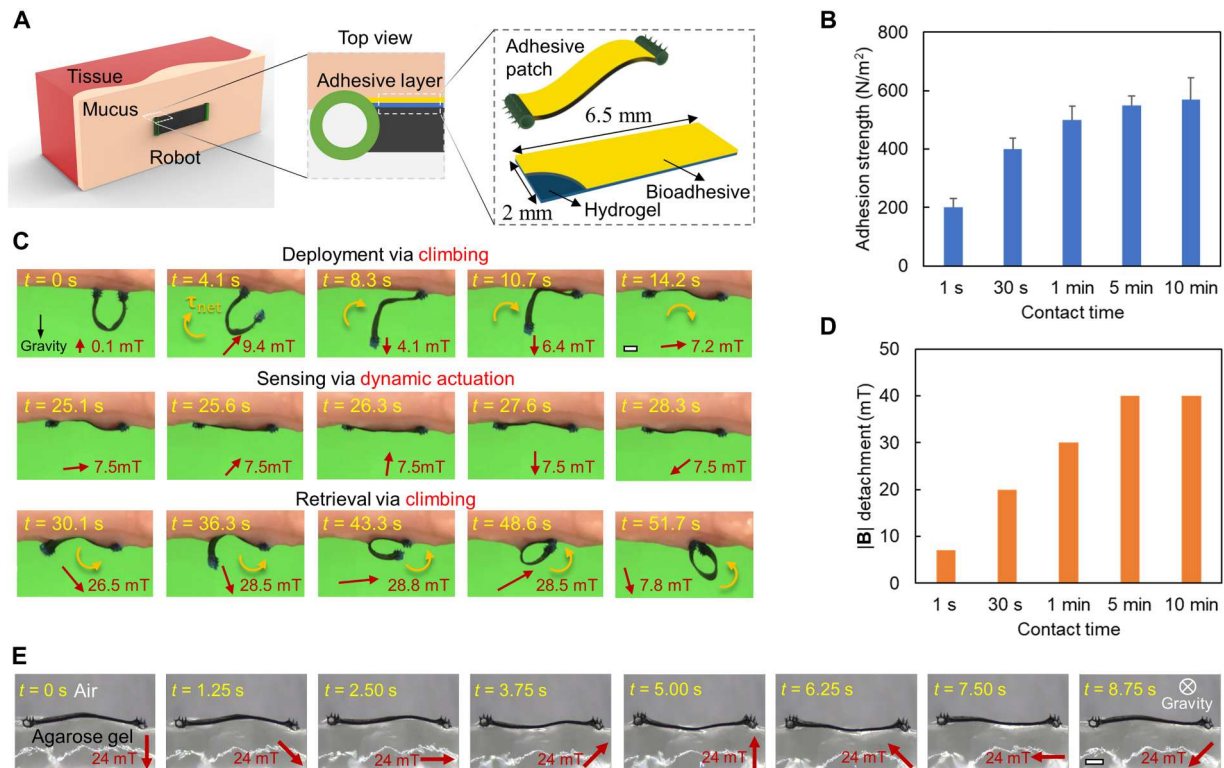 A
Tissue
Mucus
Robot
Top view
Adhesive layer
Adhesive
patch
6.5 mm
2 mm
Hydrogel
Bioadhesive
B
800
600
400
200
0
Adhesion strength (N/m²)
1 s 30 s 1 min 5 min 10 min
Contact time
C
Deployment via climbing
t = 0 s t = 4.1 s t = 8.3 s t = 10.7 s t = 14.2 s
τnet
Gravity 0.1 mT 9.4 mT 4.1 mT 6.4 mT 7.2 mT
Sensing via dynamic actuation
t = 25.1 s t = 25.6 s t = 26.3 s t = 27.6 s t = 28.3 s
7.5mT 7.5mT 7.5mT 7.5 mT 7.5 mT
Retrieval via climbing
t = 30.1 s t = 36.3 s t = 43.3 s t = 48.6 s t = 51.7 s
26.5 mT 28.5 mT 28.8 mT 28.5 mT 7.8 mT
D
50
40
30
20
10
0
|B| detachment (mT)
1 s 30 s 1 min 5 min 10 min
Contact time
E
t = 0 s Air t = 1.25 s t = 2.50 s t = 3.75 s t = 5.00 s t = 6.25 s t = 7.50 s t = 8.75 s
Gravity
Agarose gel
24 mT 24 mT 24 mT 24 mT 24 mT 24 mT 24 mT 24 mT